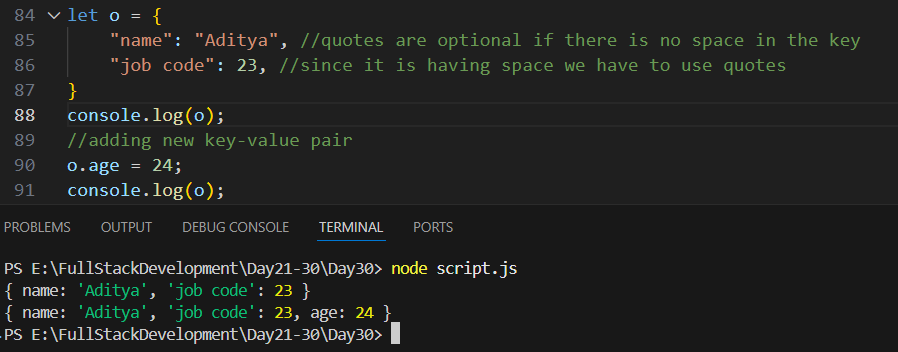 84 let o = {
85 "name": "Aditya", //quotes are optional if there is no space in the key
86 "job code": 23, //since it is having space we have to use quotes
87 }
88 console.log(o);
89 //adding new key-value pair
90 o.age = 24;
91 console.log(o);
PROBLEMS OUTPUT DEBUG CONSOLE TERMINAL PORTS
PS E:\FullStackDevelopment\Day21-30\Day30> node script.js
{ name: 'Aditya', 'job code': 23 }
{ name: 'Aditya', 'job code': 23, age: 24 }
PS E:\FullStackDevelopment\Day21-30\Day30>